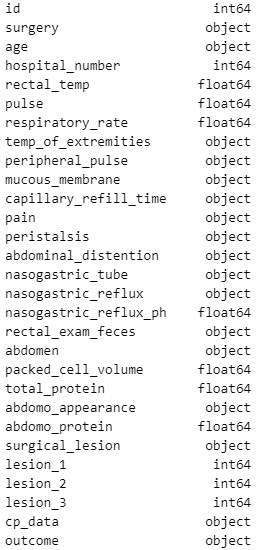 id int64
surgery object
age object
hospital_number int64
rectal_temp float64
pulse float64
respiratory_rate float64
temp_of_extremities object
peripheral_pulse object
mucous_membrane object
capillary_refill_time object
pain object
peristalsis object
abdominal_distention object
nasogastric_tube object
nasogastric_reflux object
nasogastric_reflux_ph float64
rectal_exam_feces object
abdomen object
packed_cell_volume float64
total_protein float64
abdomo_appearance object
abdomo_protein float64
surgical_lesion object
lesion_1 int64
lesion_2 int64
lesion_3 int64
cp_data object
outcome object